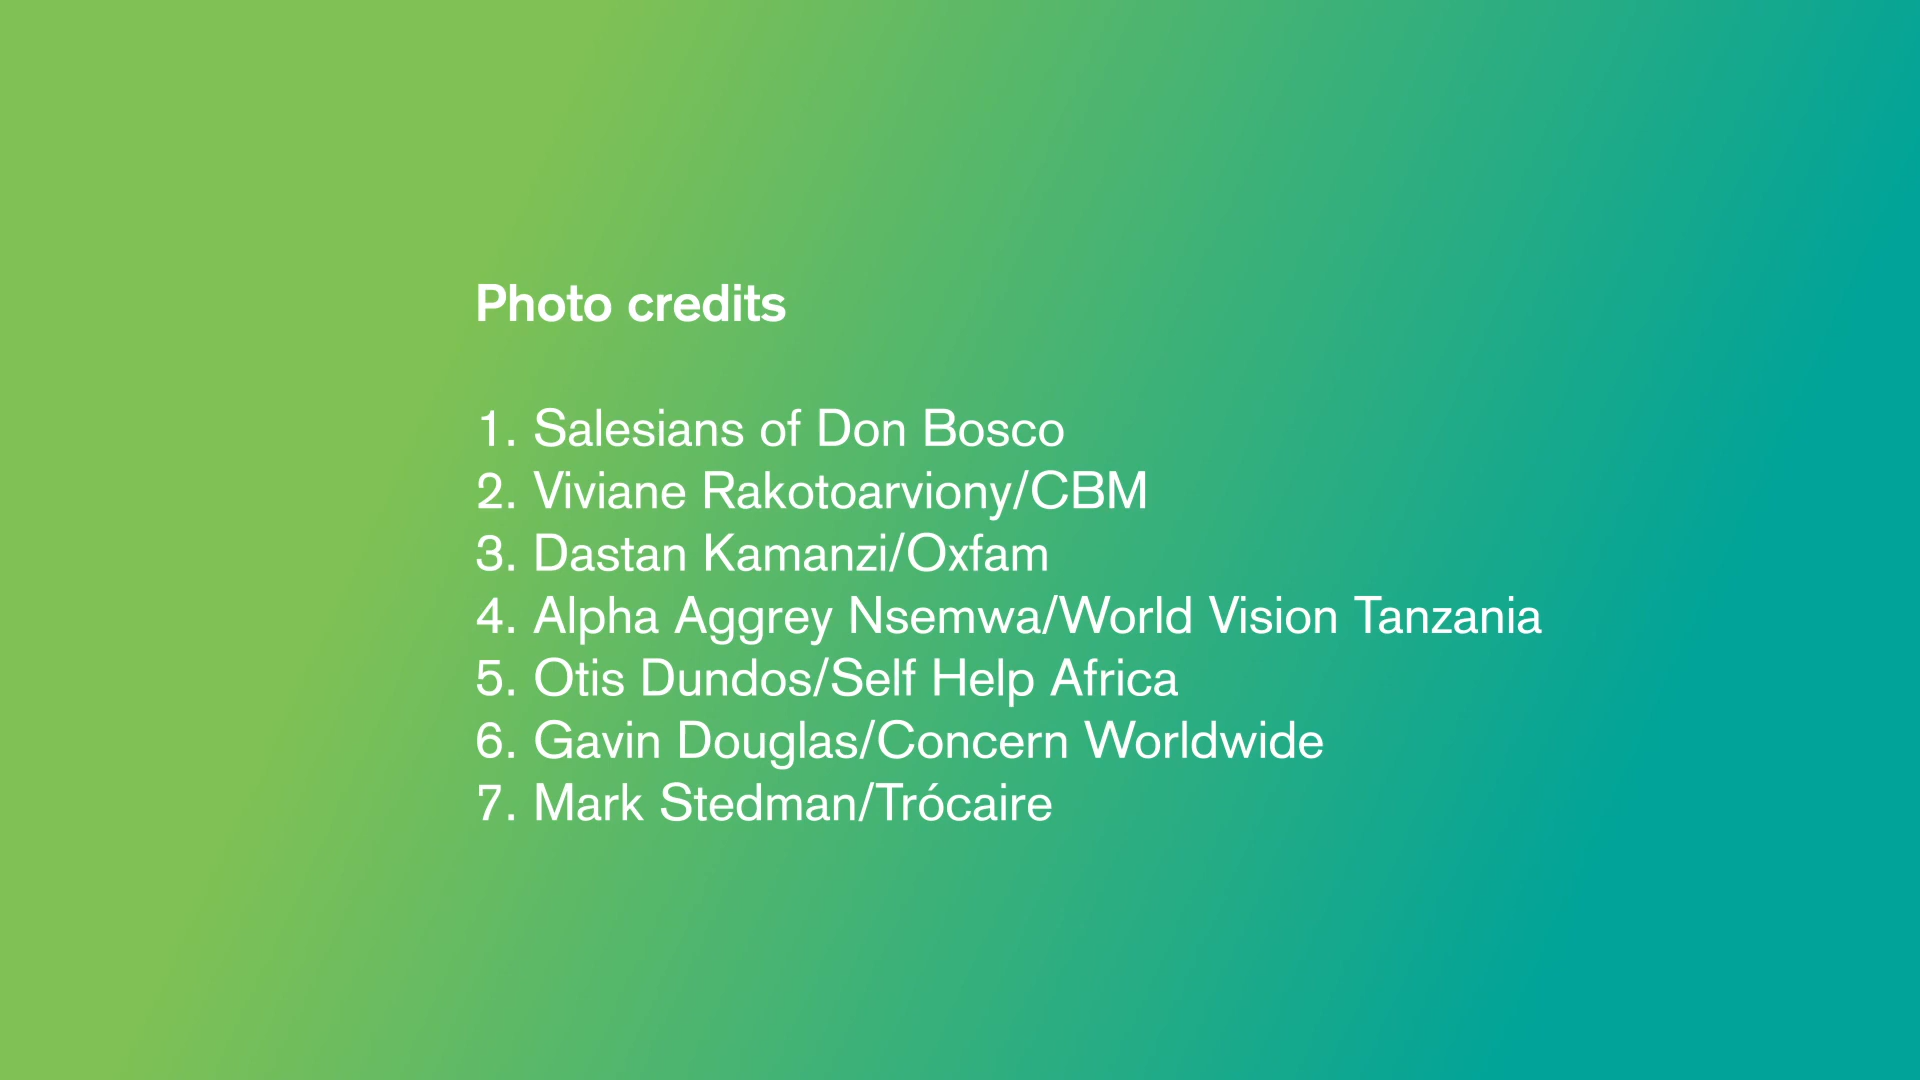 Photo credits
1. Salesians of Don Bosco
2. Viviane Rakotoarviony/CBM
3. Dastan Kamanzi/Oxfam
4. Alpha Aggrey Nsemwa/World Vision Tanzania
5. Otis Dundos/Self Help Africa
6. Gavin Douglas/Concern Worldwide
7. Mark Stedman/Trócaire